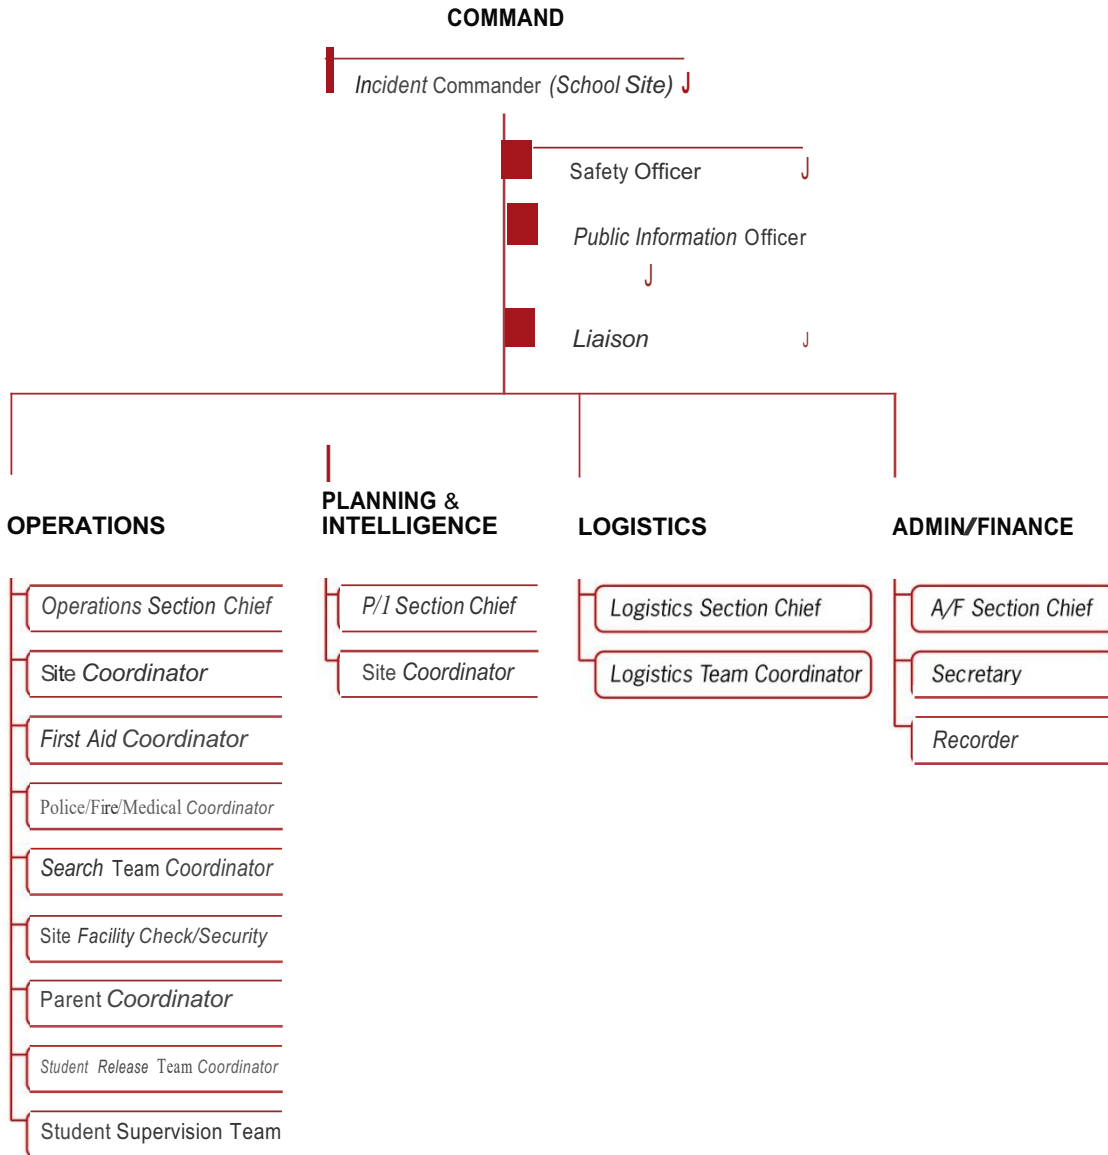 COMMAND
Incident Commander (School Site) J
Safety Officer J
Public Information Officer
J
Liaison J
OPERATIONS
PLANNING &
INTELLIGENCE
LOGISTICS
ADMIN/FINANCE
Operations Section Chief
Site Coordinator
First Aid Coordinator
Police/Fire/Medical Coordinator
Search Team Coordinator
Site Facility Check/Security
Parent Coordinator
Student Release Team Coordinator
Student Supervision Team
P/1 Section Chief
Site Coordinator
Logistics Section Chief
Logistics Team Coordinator
A/F Section Chief
Secretary
Recorder